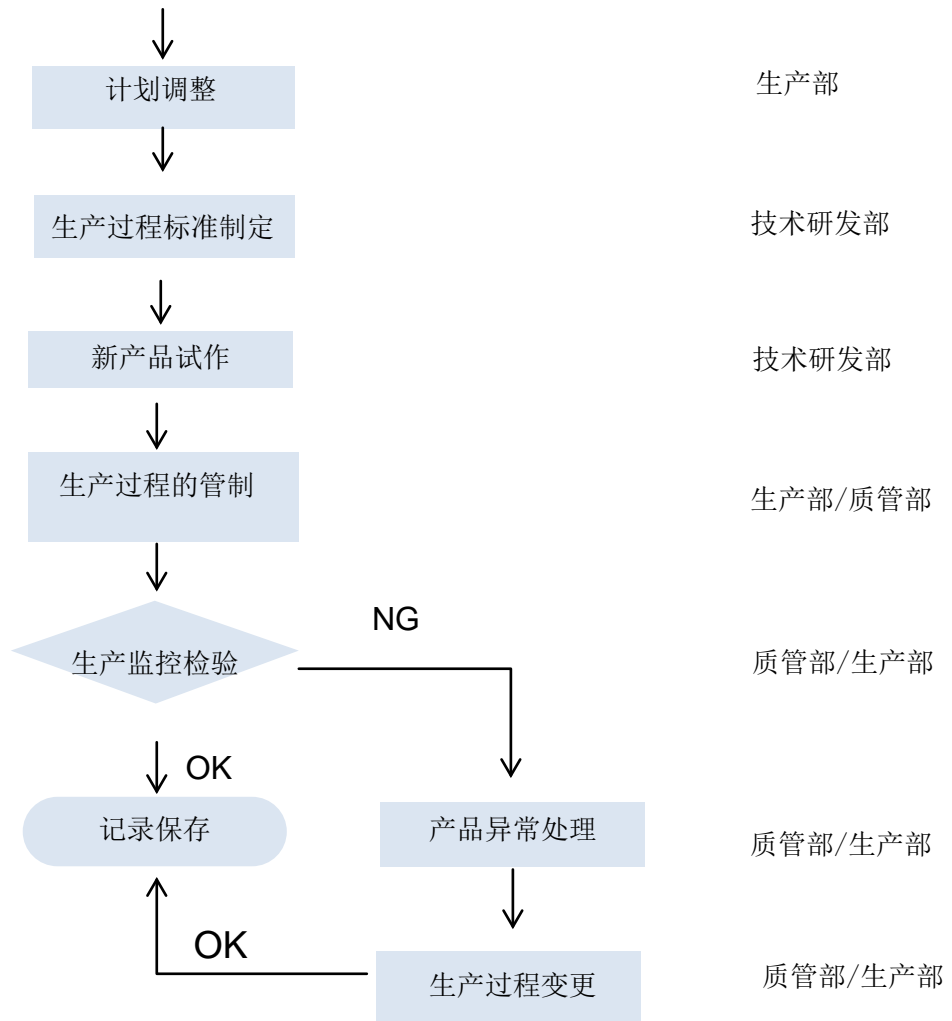 计划调整
生产部
生产过程标准制定
技术研发部
新产品试作
技术研发部
生产过程的管制
生产部/质管部
NG
生产监控检验
质管部/生产部
OK
记录保存
产品异常处理
质管部/生产部
OK
生产过程变更
质管部/生产部